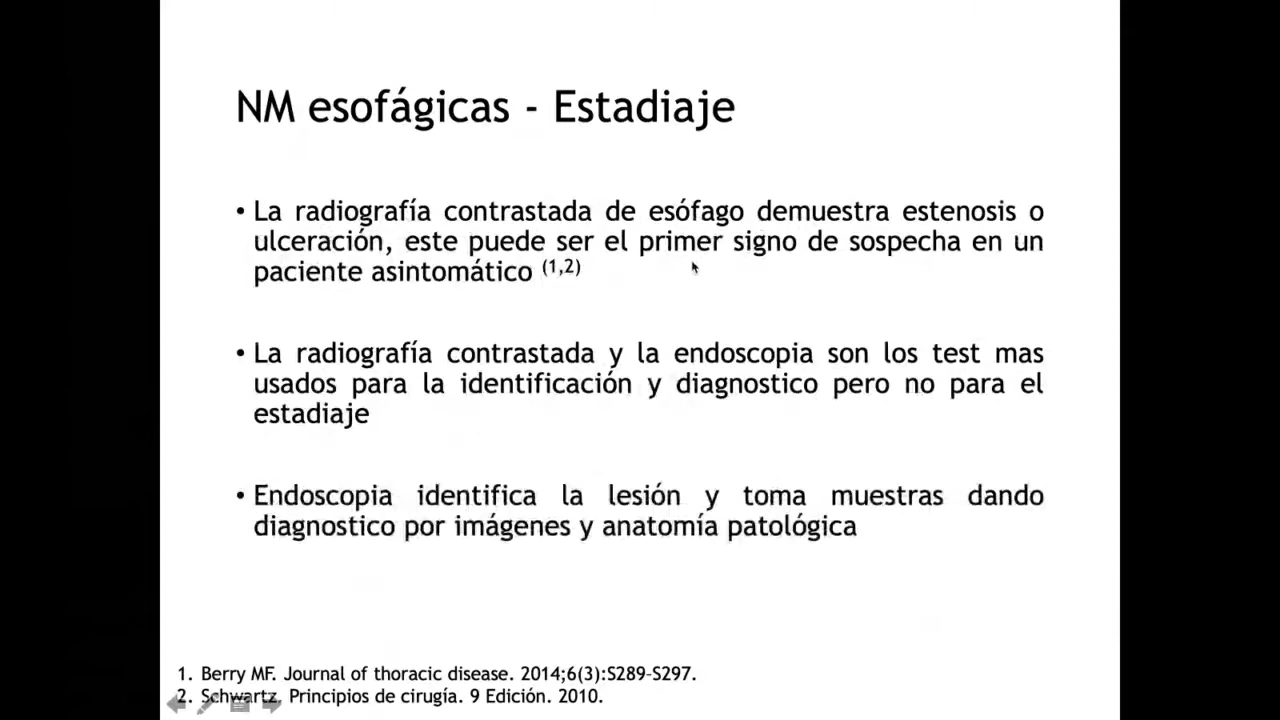 NM esofágicas - Estadiaje
• La radiografía contrastada de esófago demuestra estenosis o
ulceración, este puede ser el primer signo de sospecha en un
paciente asintomático (1,2)
• La radiografía contrastada y la endoscopia son los test mas
usados para la identificación y diagnostico pero no para el
estadiaje
• Endoscopia identifica la lesión y toma muestras dando
diagnostico por imágenes y anatomía patológica
1. Berry MF. Journal of thoracic disease. 2014;6(3):S289-S297.
2. Schwartz. Principios de cirugía. 9 Edición. 2010.